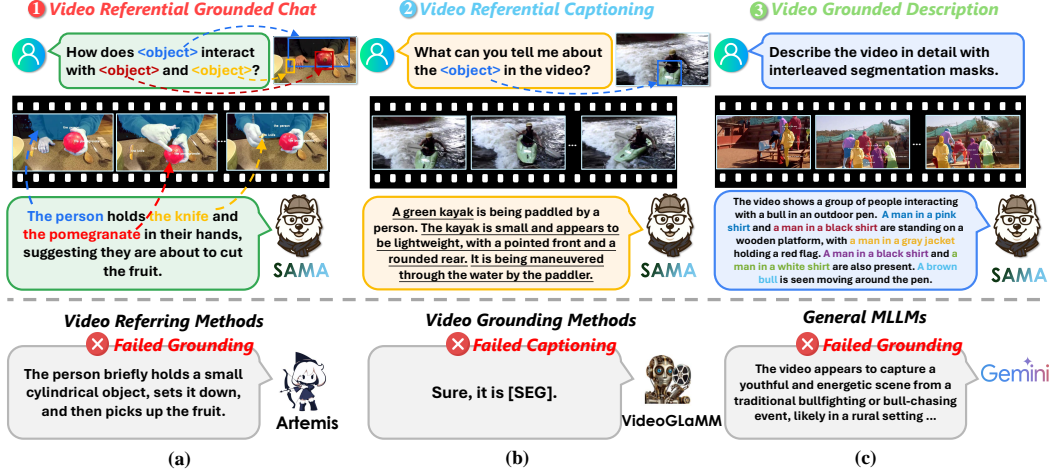 1 Video Referential Grounded Chat
How does <object> interact
with <object> and <object>?
the person
The person holds the knife and
the pomegranate in their hands,
suggesting they are about to cut
the fruit.
SAMA
2 Video Referential Captioning
What can you tell me about
the <object> in the video?
...
A green kayak is being paddled by a
person. The kayak is small and appears to
be lightweight, with a pointed front and a
rounded rear. It is being maneuvered
through the water by the paddler.
SAMA
3 Video Grounded Description
Describe the video in detail with
interleaved segmentation masks.
...
The video shows a group of people interacting
with a bull in an outdoor pen. A man in a pink
shirt and a man in a black shirt are standing on a
wooden platform, with a man in a gray jacket
holding a red flag. A man in a black shirt and a
man in a white shirt are also present. A brown
bull is seen moving around the pen.
SAMA
Video Referring Methods
Failed Grounding
The person briefly holds a small
cylindrical object, sets it down,
and then picks up the fruit.
Artemis
(a)
Video Grounding Methods
Failed Captioning
Sure, it is [SEG].
VideoGLaMM
(b)
General MLLMs
Failed Grounding
The video appears to capture a
youthful and energetic scene from a
traditional bullfighting or bull-chasing
event, likely in a rural setting ...
Gemini
(c)